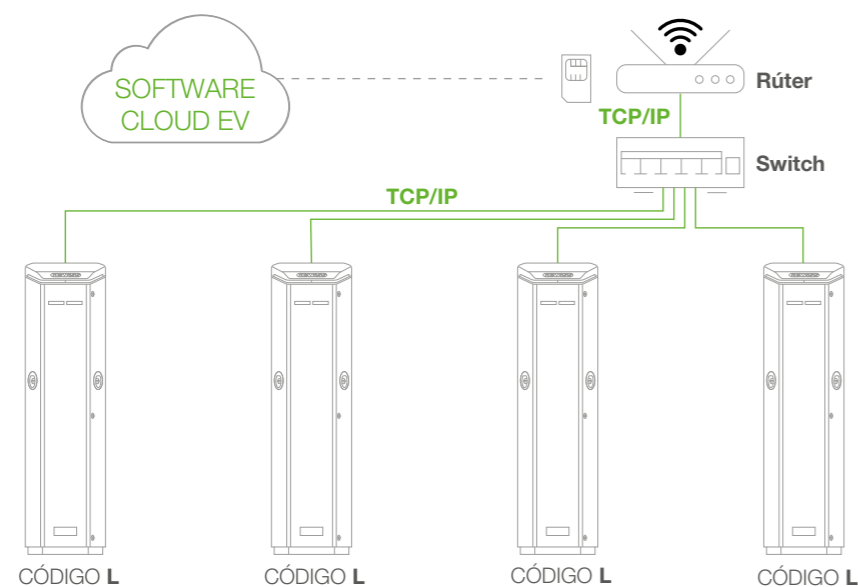 SOFTWARE
CLOUD EV
Rúter
TCP/IP
Switch
TCP/IP
CÓDIGO L
CÓDIGO L
CÓDIGO L
CÓDIGO L